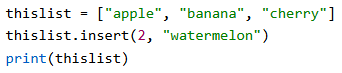 thislist = ["apple", "banana", "cherry"]
thislist.insert(2, "watermelon")
print(thislist)